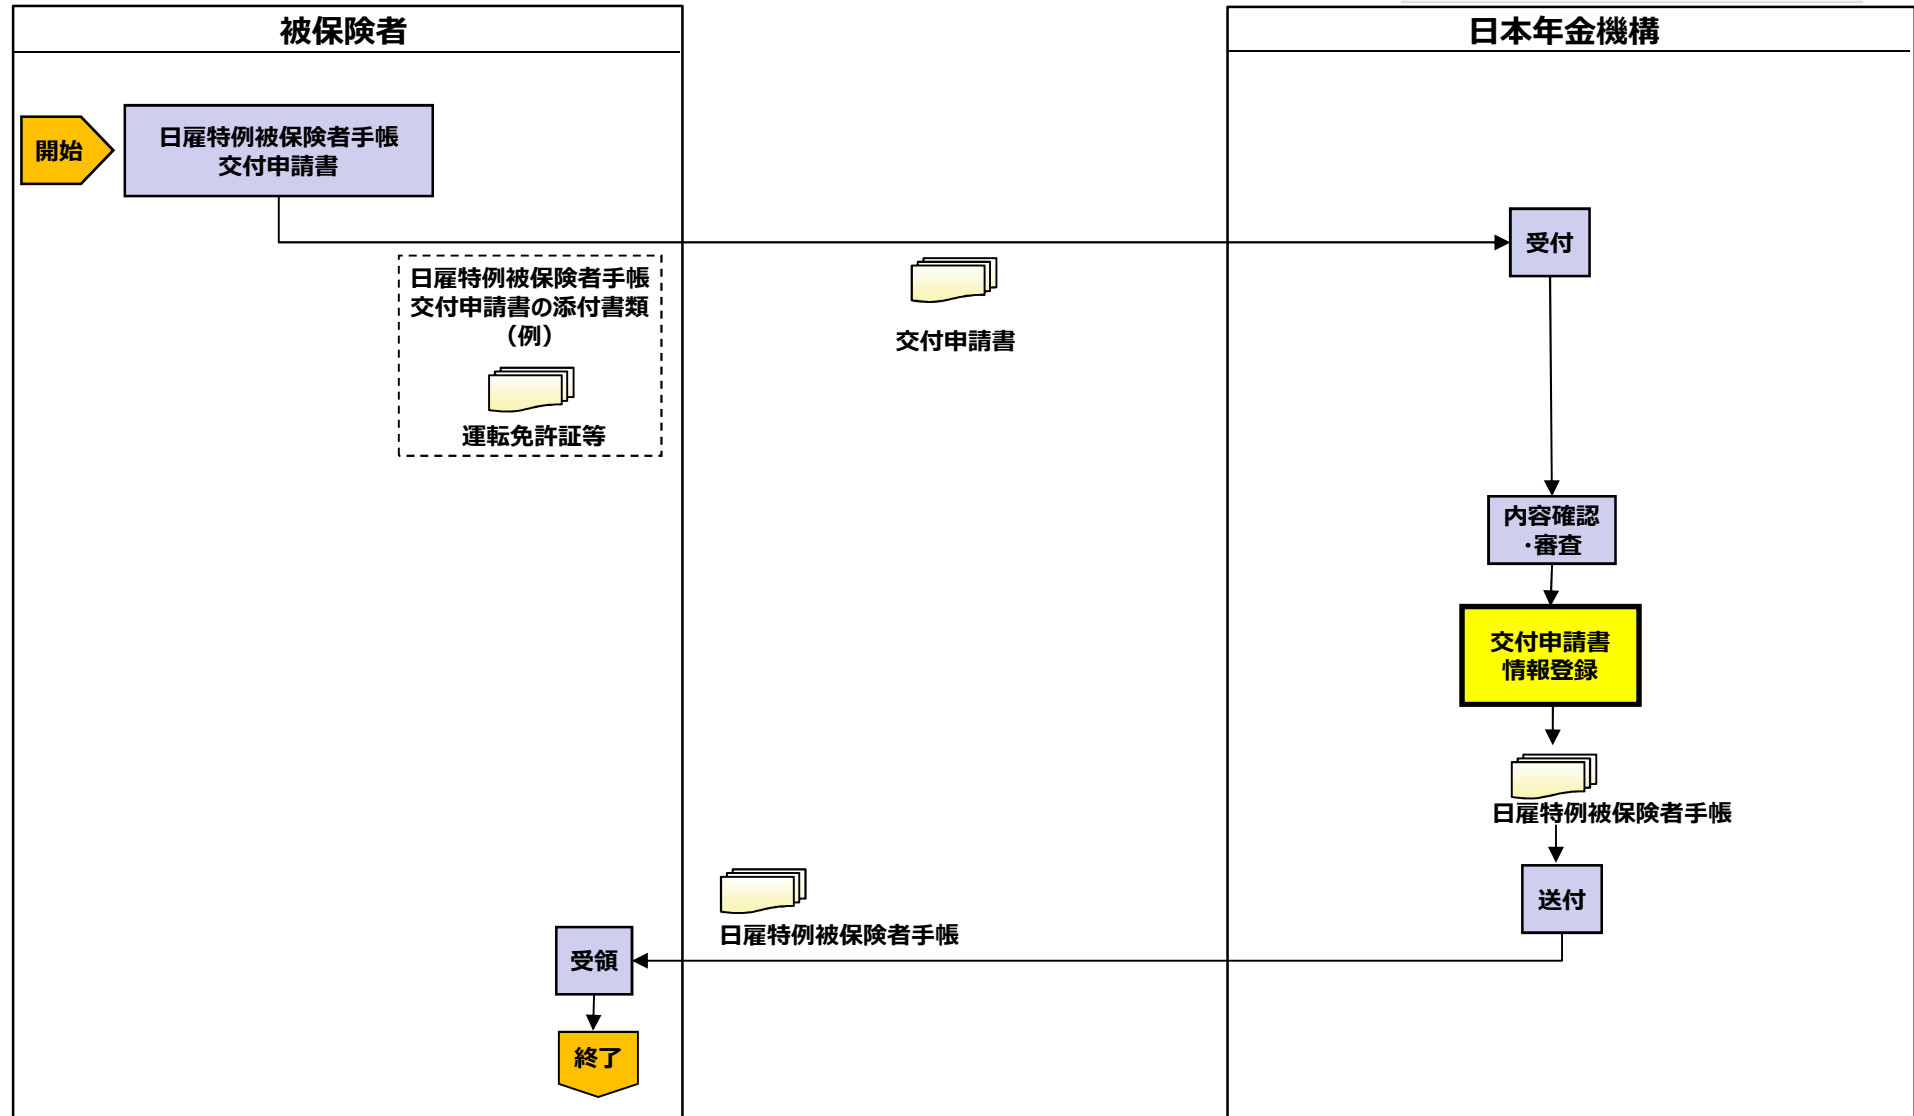 被保険者
日本年金機構
開始
日雇特例被保険者手帳
交付申請書
受付
日雇特例被保険者手帳
交付申請書の添付書類
（例）
運転免許証等
交付申請書
内容確認
・審査
交付申請書
情報登録
日雇特例被保険者手帳
送付
日雇特例被保険者手帳
受領
終了